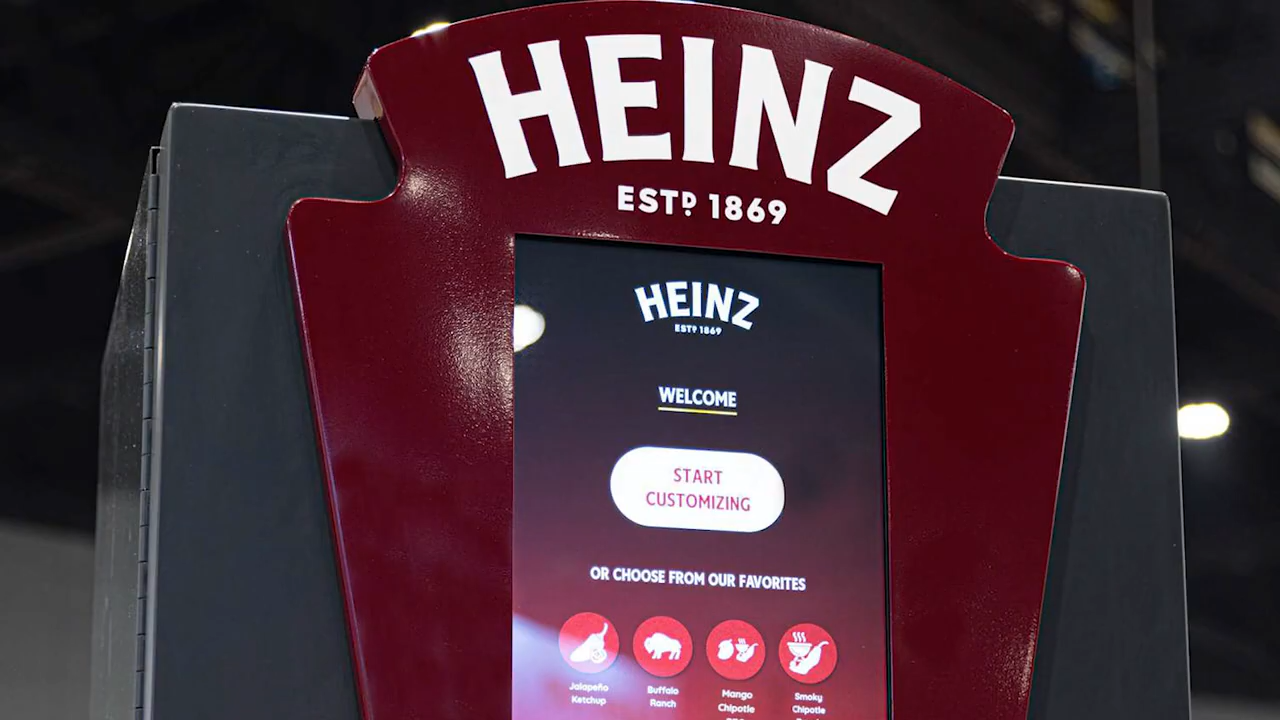 HEINZ
ESTD 1869
HEINZ
ESTD 1869
WELCOME
START
CUSTOMIZING
OR CHOOSE FROM OUR FAVORITES
Jalapeño
Ketchup
Buffalo
Ranch
Mango
Chipotle
Smoky
Chipotle